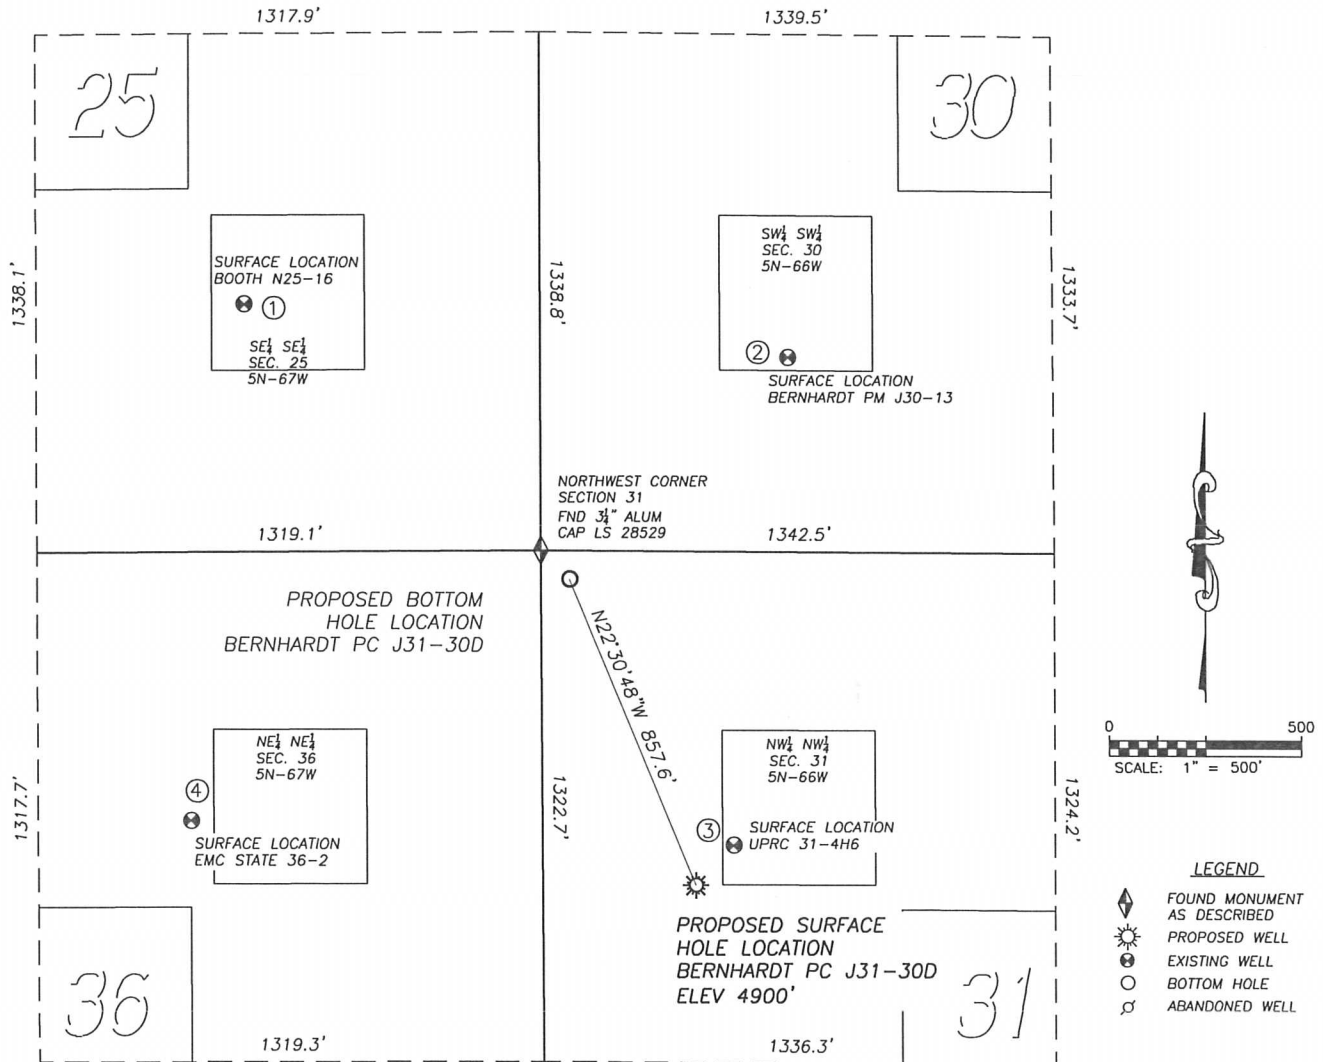 1317.9'
1339.5'
25
30
1338.1'
SURFACE LOCATION
BOOTH N25-16
①
SE¼ SE¼
SEC. 25
5N-67W
1338.8'
SW¼ SW¼
SEC. 30
5N-66W
②
SURFACE LOCATION
BERNHARDT PM J30-13
1333.7'
NORTHWEST CORNER
SECTION 31
FND 3¼" ALUM
CAP LS 28529
1319.1'
1342.5'
PROPOSED BOTTOM
HOLE LOCATION
BERNHARDT PC J31-30D
N22°30'48"W 857.6'
NE¼ NE¼
SEC. 36
5N-67W
④
SURFACE LOCATION
EMC STATE 36-2
1317.7'
1322.7'
NW¼ NW¼
SEC. 31
5N-66W
③
SURFACE LOCATION
UPRC 31-4H6
1324.2'
PROPOSED SURFACE
HOLE LOCATION
BERNHARDT PC J31-30D
ELEV 4900'
36
31
1319.3'
1336.3'
0 500
SCALE: 1" = 500'
LEGEND
FOUND MONUMENT
AS DESCRIBED
PROPOSED WELL
EXISTING WELL
BOTTOM HOLE
ABANDONED WELL